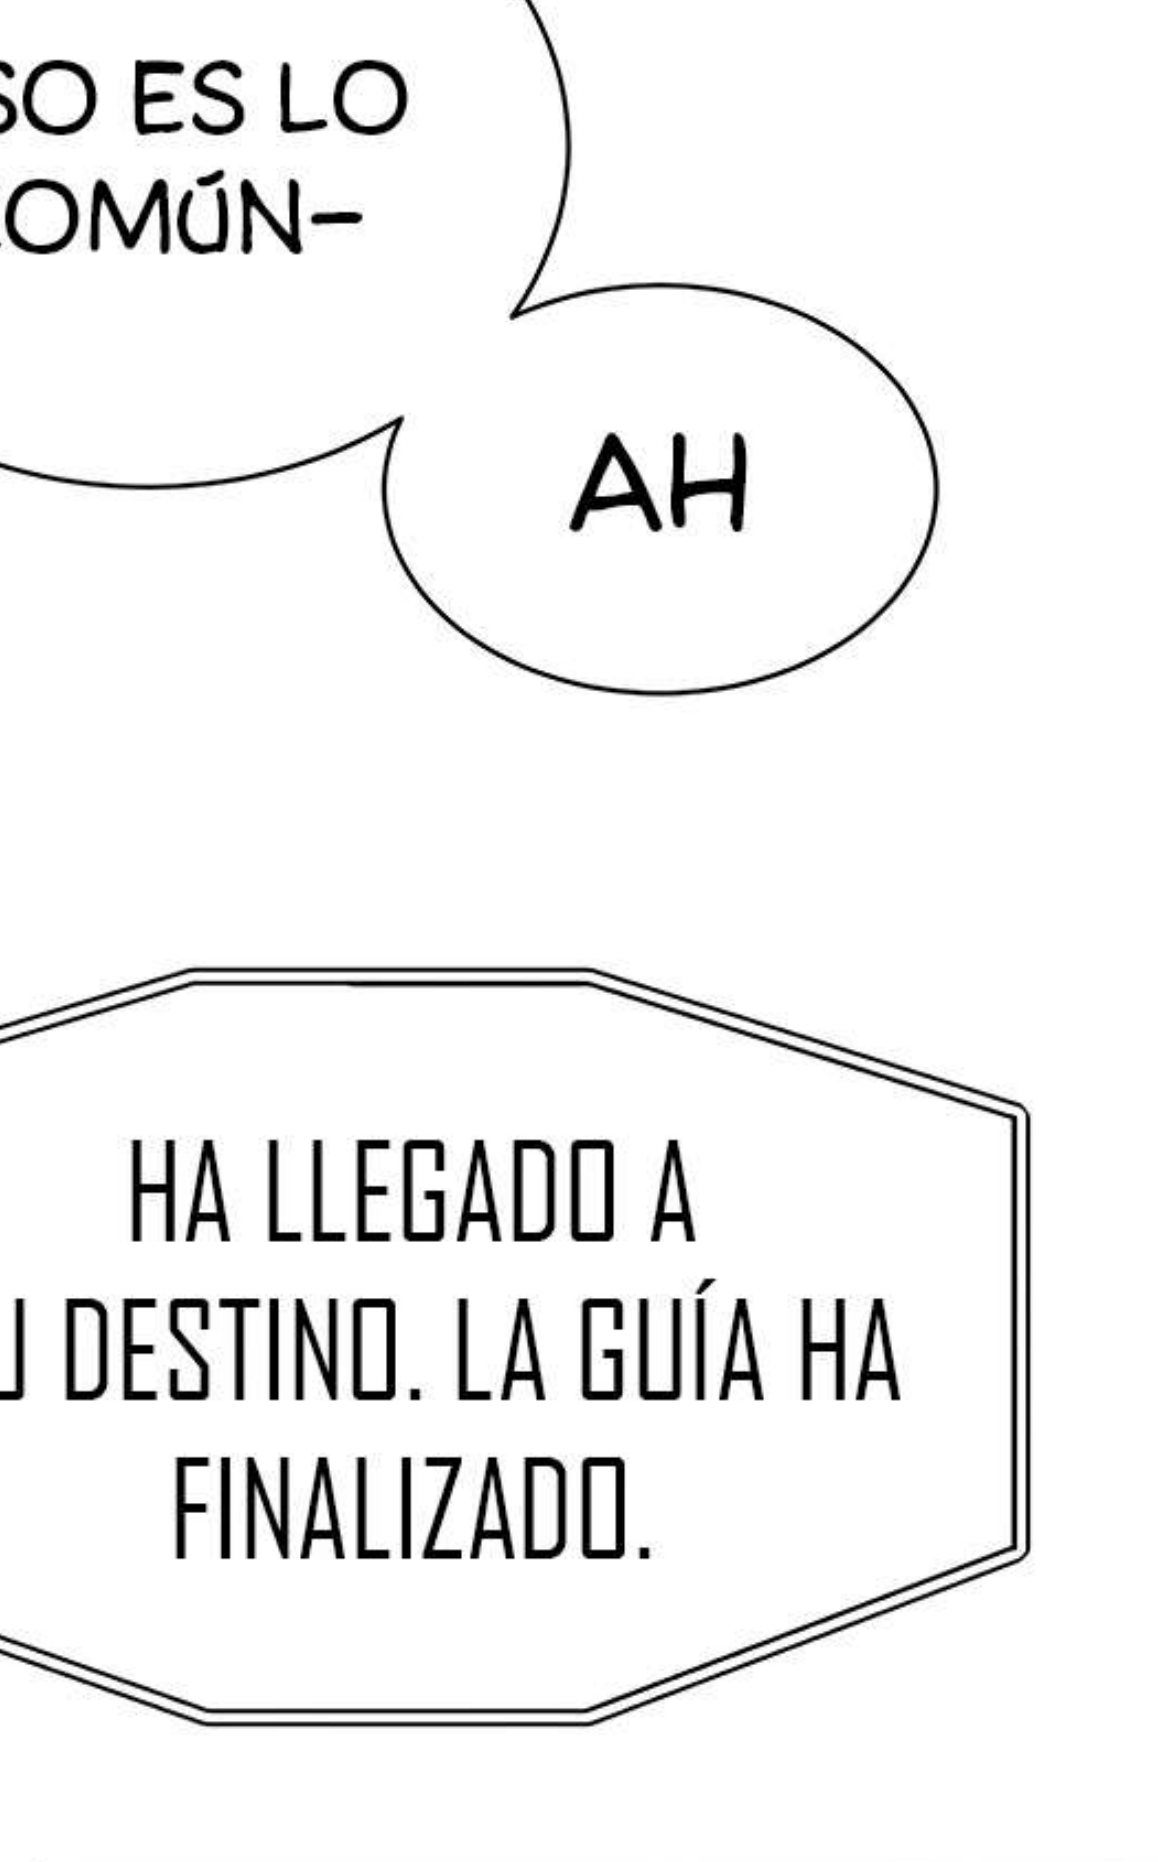 SO ES LO
OMÚN-
AH
HA LLEGADO A
U DESTINO. LA GUÍA HA
FINALIZADO.